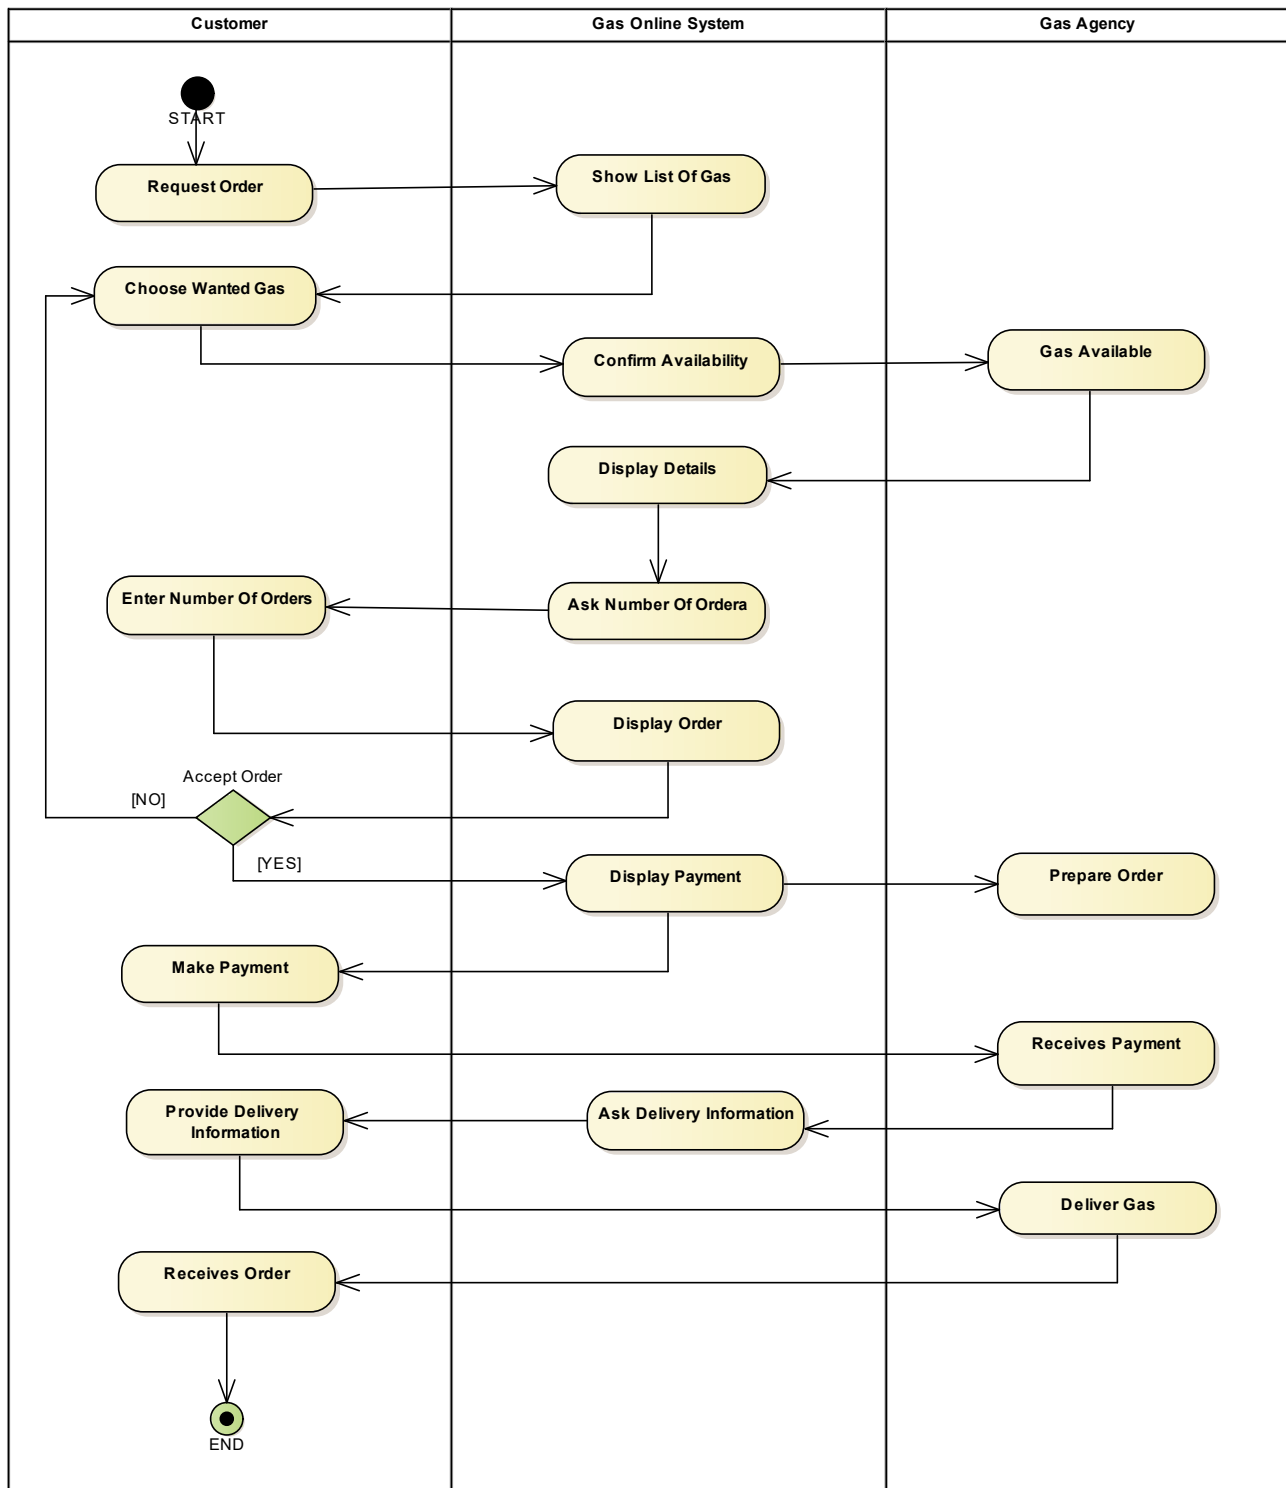 Customer
Gas Online System
Gas Agency
START
Request Order
Show List Of Gas
Choose Wanted Gas
Confirm Availability
Gas Available
Display Details
Enter Number Of Orders
Ask Number Of Ordera
Display Order
Accept Order
[NO]
[YES]
Display Payment
Prepare Order
Make Payment
Receives Payment
Provide Delivery
Information
Ask Delivery Information
Deliver Gas
Receives Order
END